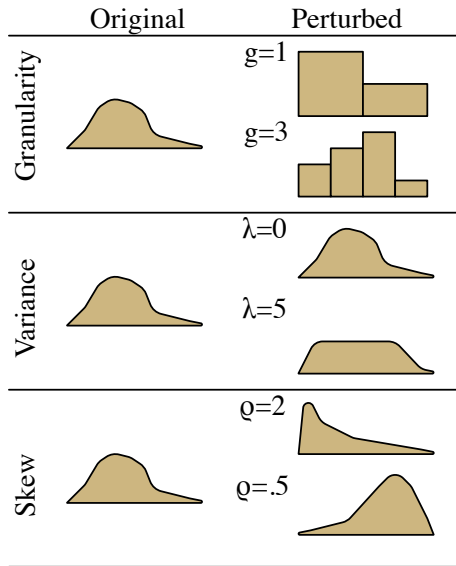 Original Perturbed
Granularity
g=1
g=3
Variance
λ=0
λ=5
Skew
ϱ=2
ϱ=.5